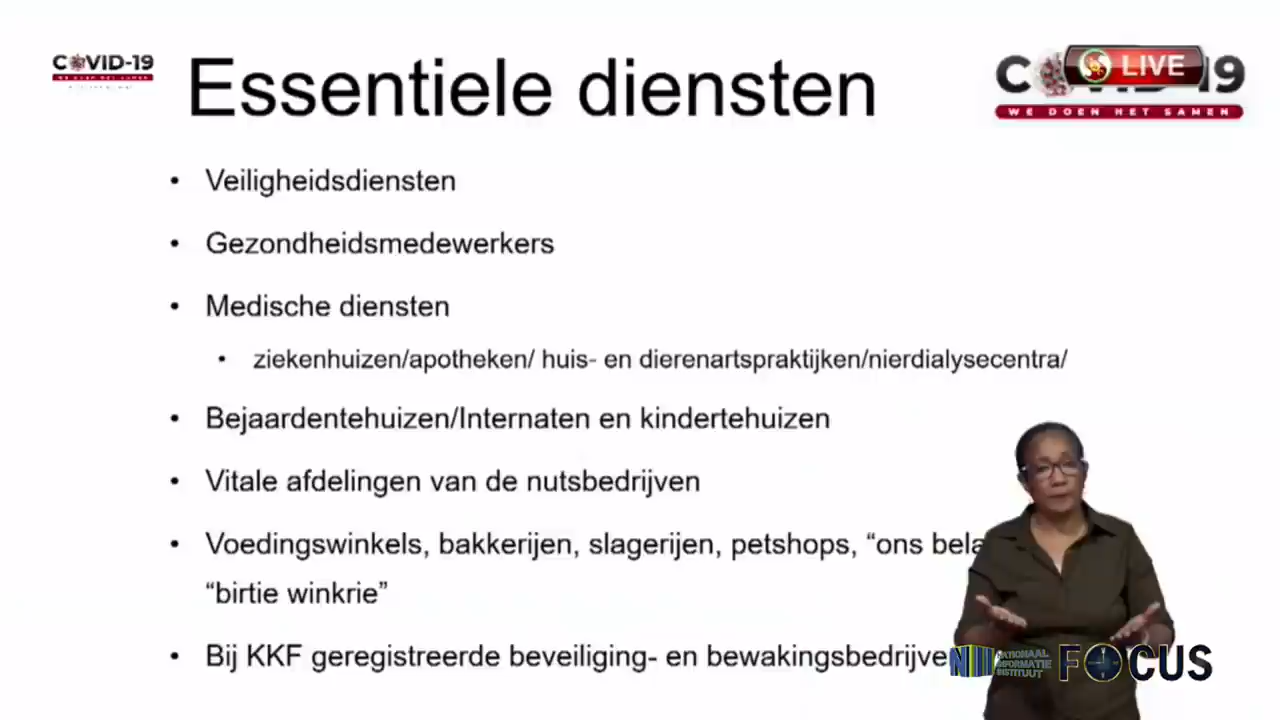 COVID-19
Essentiele diensten
LIVE
19
WE DOEN HET SAMEN
• Veiligheidsdiensten
• Gezondheidsmedewerkers
• Medische diensten
• ziekenhuizen/apotheken/ huis- en dierenartspraktijken/nierdialysecentra/
• Bejaardentehuizen/Internaten en kindertehuizen
• Vitale afdelingen van de nutsbedrijven
• Voedingswinkels, bakkerijen, slagerijen, petshops, “ons bela
“birtie winkrie”
• Bij KKF geregistreerde beveiliging- en bewakingsbedrijve
NATIONAAL
INFORMATIE
INSTITUUT
FOCUS